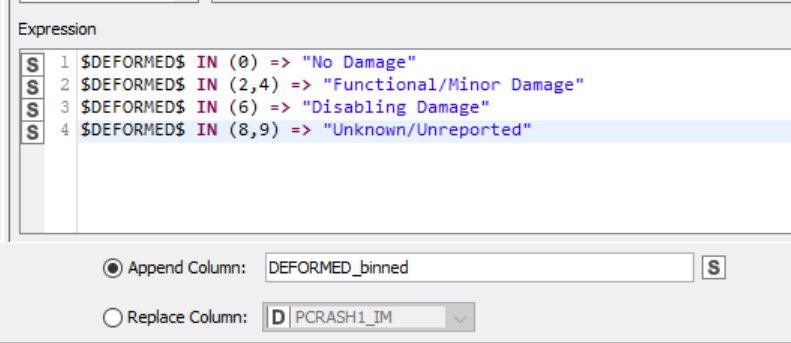 Expression
S 1 $DEFORMED$ IN (0) => "No Damage"
S 2 $DEFORMED$ IN (2,4) => "Functional/Minor Damage"
S 3 $DEFORMED$ IN (6) => "Disabling Damage"
S 4 $DEFORMED$ IN (8,9) => "Unknown/Unreported"
Append Column: DEFORMED_binned S
Replace Column: D PCRASH1_IM